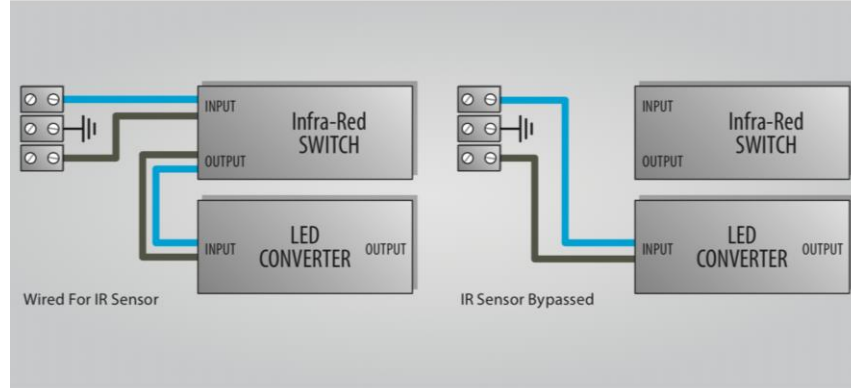 INPUT
Infra-Red
SWITCH
OUTPUT
LED
CONVERTER
INPUT
OUTPUT
Wired For IR Sensor
INPUT
Infra-Red
SWITCH
OUTPUT
LED
CONVERTER
INPUT
OUTPUT
IR Sensor Bypassed